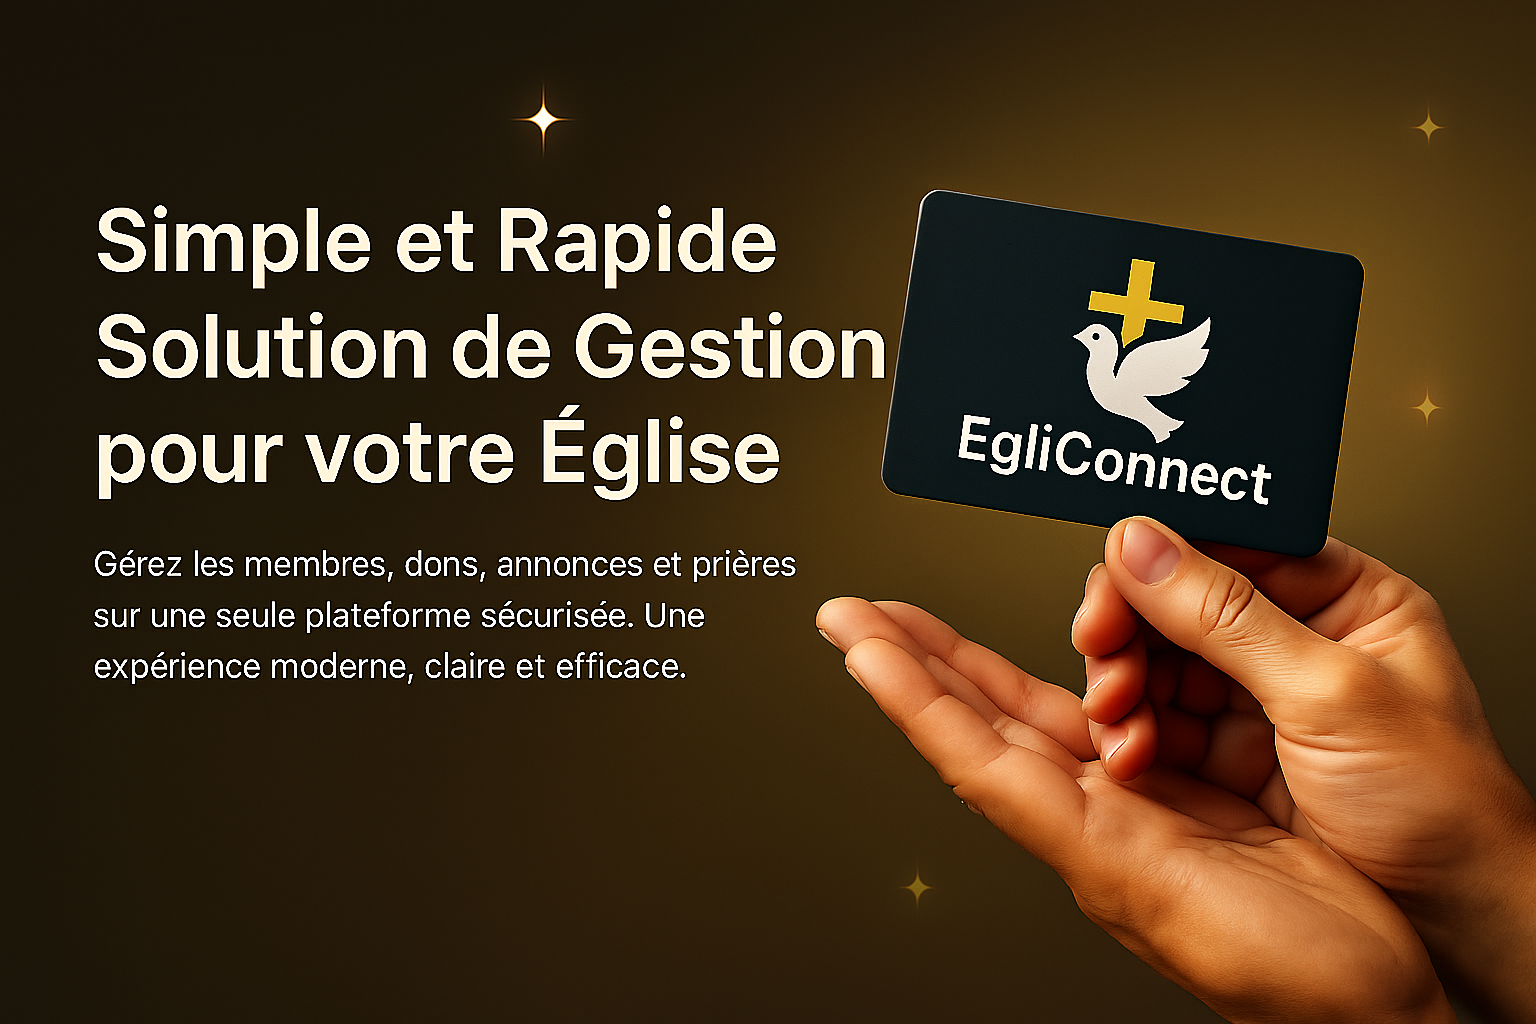 Simple et Rapide
Solution de Gestion
pour votre Église
Gérez les membres, dons, annonces et prières
sur une seule plateforme sécurisée. Une
expérience moderne, claire et efficace.
EgliConnect